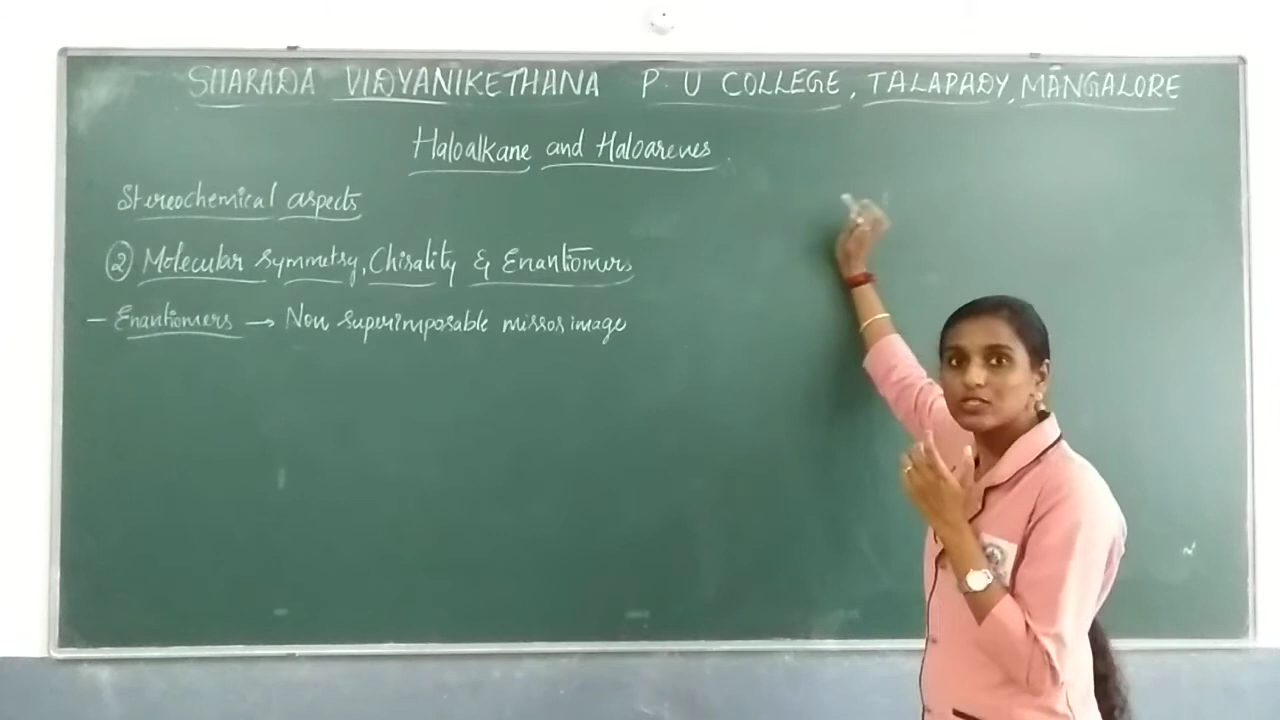 SHARADA VIDYANIKETHANA P.U COLLEGE, TALAPADY, MANGALORE
Haloalkane and Haloarenes
Stereochemical aspects
② Molecular symmetry, Chirality & Enantiomers
- Enantiomers → Non superimposable mirror image